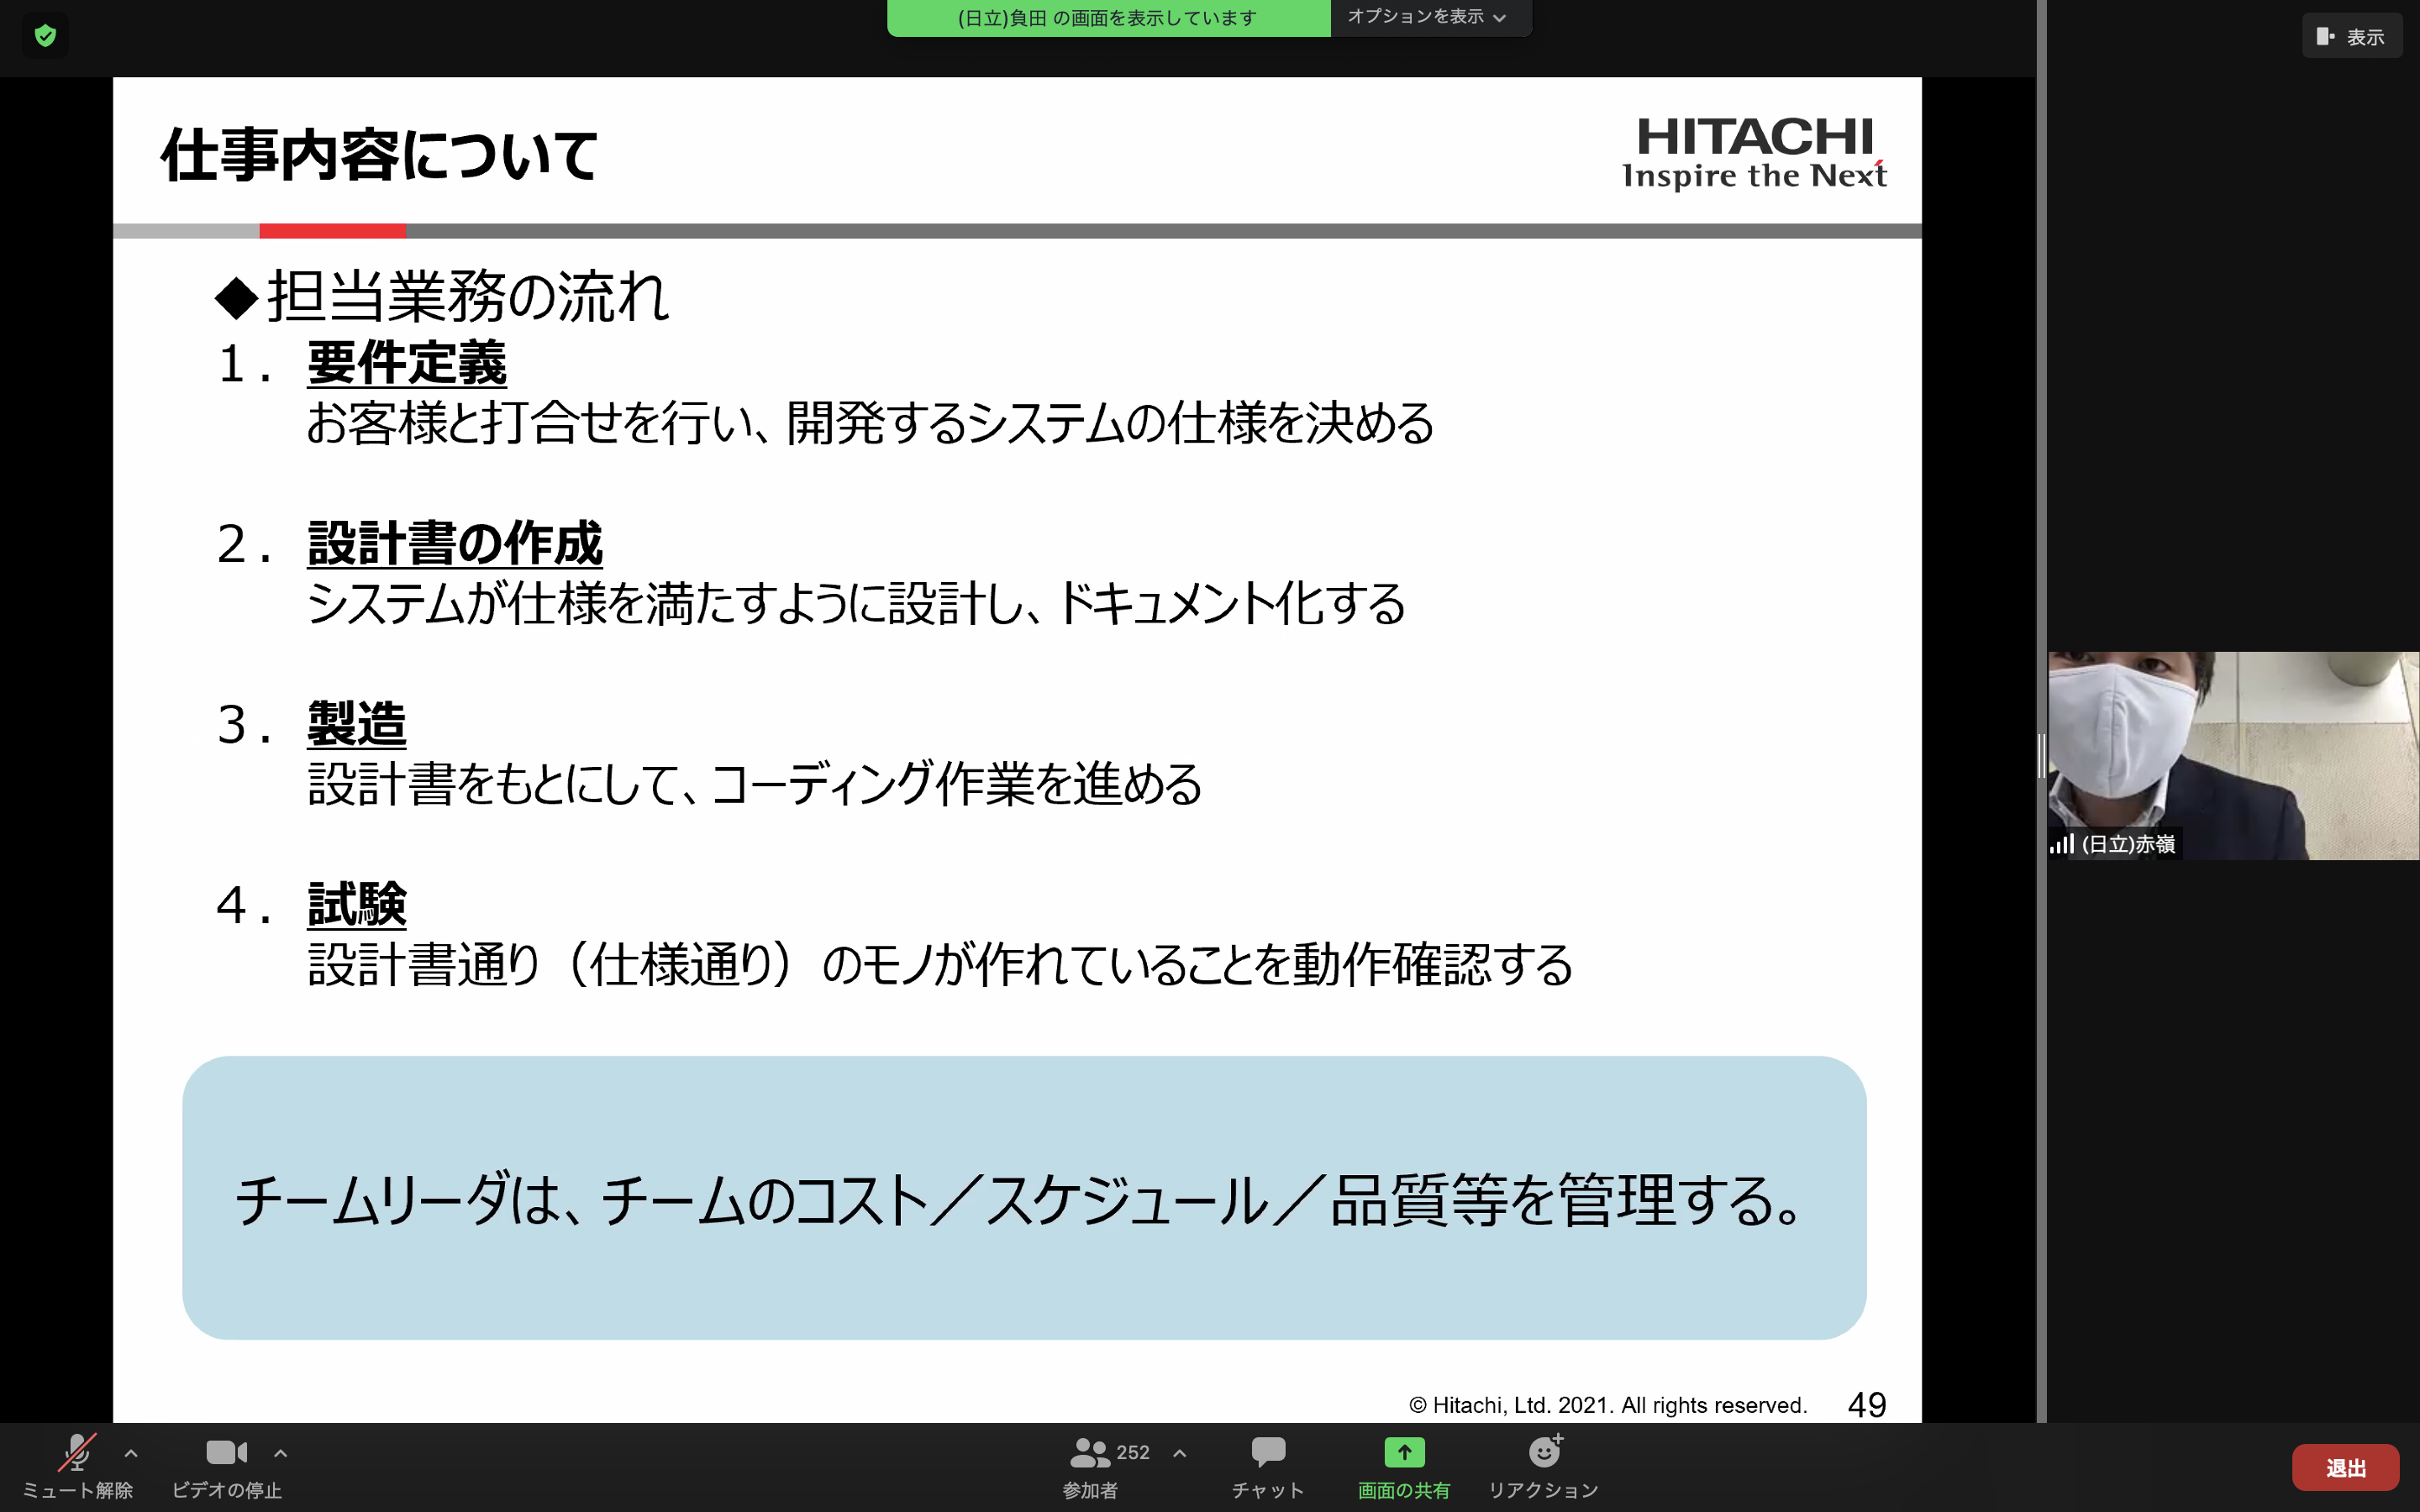 (日立)負田 の画面を表示しています
オプションを表示
表示
仕事内容について
HITACHI
Inspire the Next
◆担当業務の流れ
1. 要件定義
お客様と打合せを行い、開発するシステムの仕様を決める
2. 設計書の作成
システムが仕様を満たすように設計し、ドキュメント化する
3. 製造
設計書をもとにして、コーディング作業を進める
4. 試験
設計書通り（仕様通り）のモノが作れていることを動作確認する
チームリーダは、チームのコスト／スケジュール／品質等を管理する。
© Hitachi, Ltd. 2021. All rights reserved.
49
(日立)赤嶺
ミュート解除
ビデオの停止
252
参加者
チャット
画面の共有
リアクション
退出